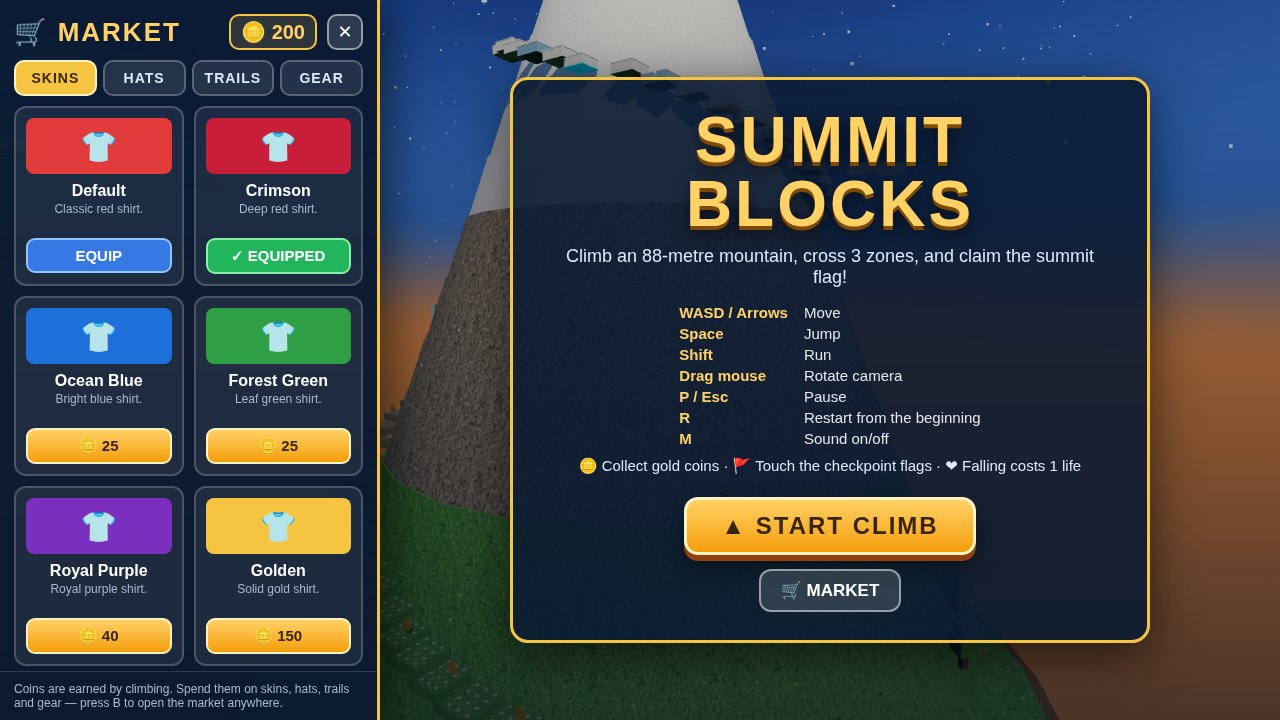 🛒 MARKET
🪙 200
✕
SKINS
HATS
TRAILS
GEAR
Default
Classic red shirt.
EQUIP
Crimson
Deep red shirt.
✓ EQUIPPED
Ocean Blue
Bright blue shirt.
🪙 25
Forest Green
Leaf green shirt.
🪙 25
Royal Purple
Royal purple shirt.
🪙 40
Golden
Solid gold shirt.
🪙 150
Coins are earned by climbing. Spend them on skins, hats, trails
and gear — press B to open the market anywhere.
SUMMIT
BLOCKS
Climb an 88-metre mountain, cross 3 zones, and claim the summit
flag!
WASD / Arrows Move
Space Jump
Shift Run
Drag mouse Rotate camera
P / Esc Pause
R Restart from the beginning
M Sound on/off
🪙 Collect gold coins · 🚩 Touch the checkpoint flags · ❤ Falling costs 1 life
▲ START CLIMB
🛒 MARKET